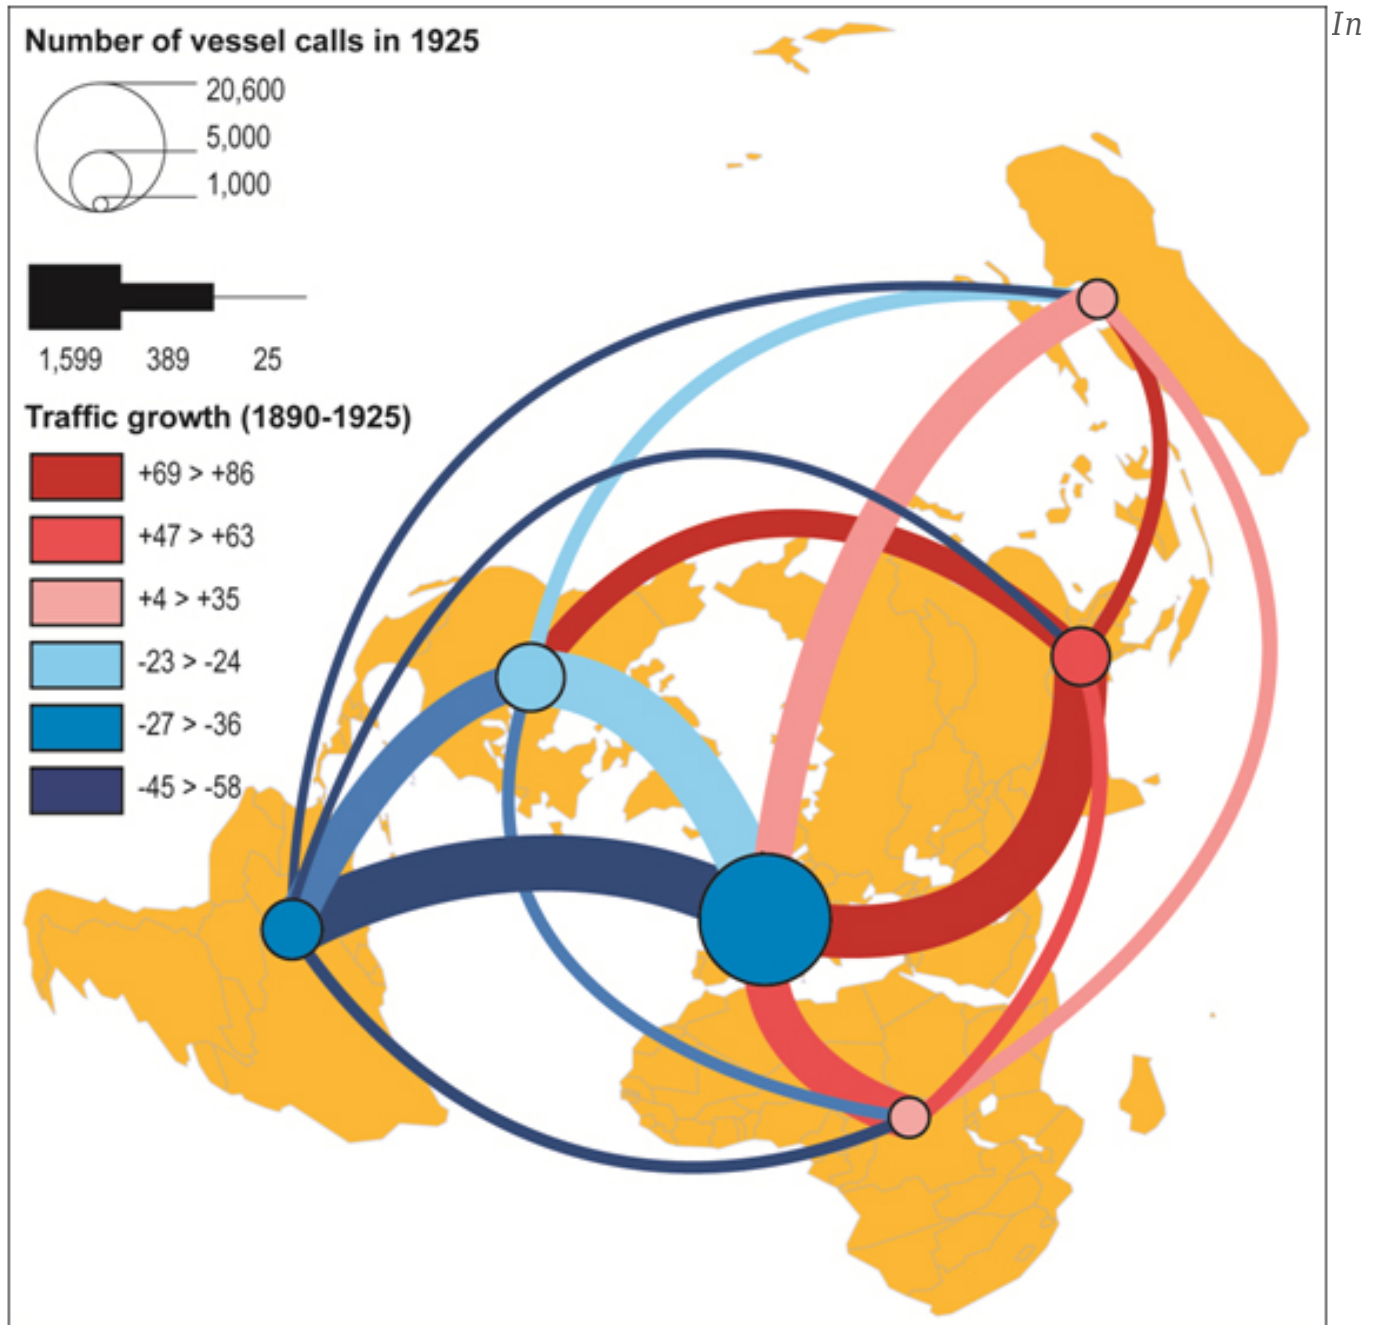 Number of vessel calls in 1925
20,600
5,000
1,000
1,599 389 25
Traffic growth (1890-1925)
+69 > +86
+47 > +63
+4 > +35
-23 > -24
-27 > -36
-45 > -58
In